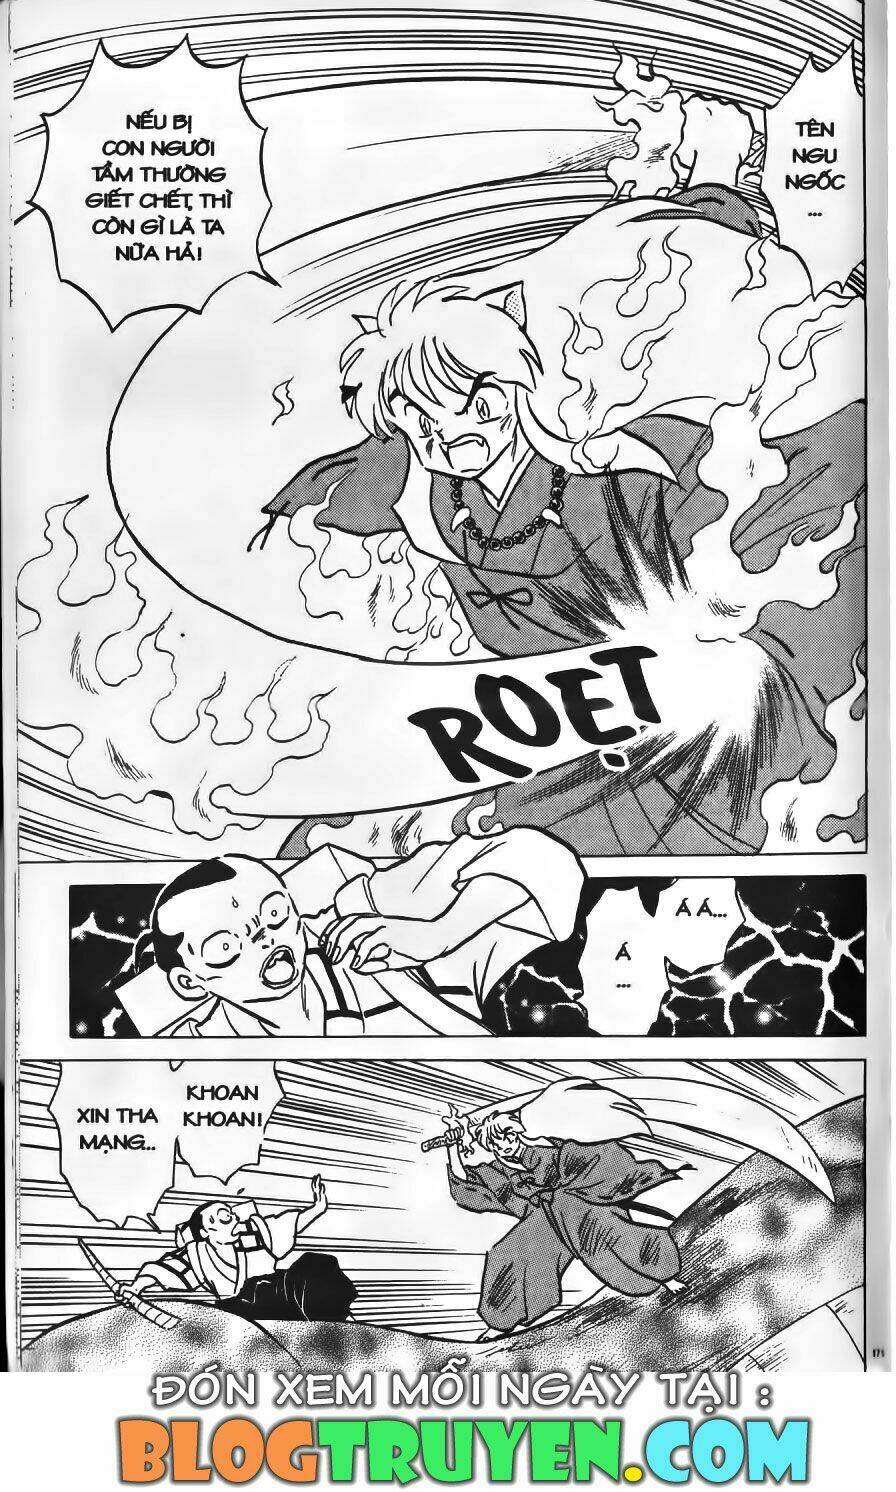 TÊN
NGU
NGỐC
...
NẾU BỊ
CON NGƯỜI
TẦM THƯỜNG
GIẾT CHẾT, THÌ
CÒN GÌ LÀ TA
NỮA HẢ!
ROẸT
Á Á...
Á
...
KHOAN
KHOAN!
XIN THA
MẠNG...
171
ĐÓN XEM MỖI NGÀY TẠI :
BLOGTRUYEN.COM